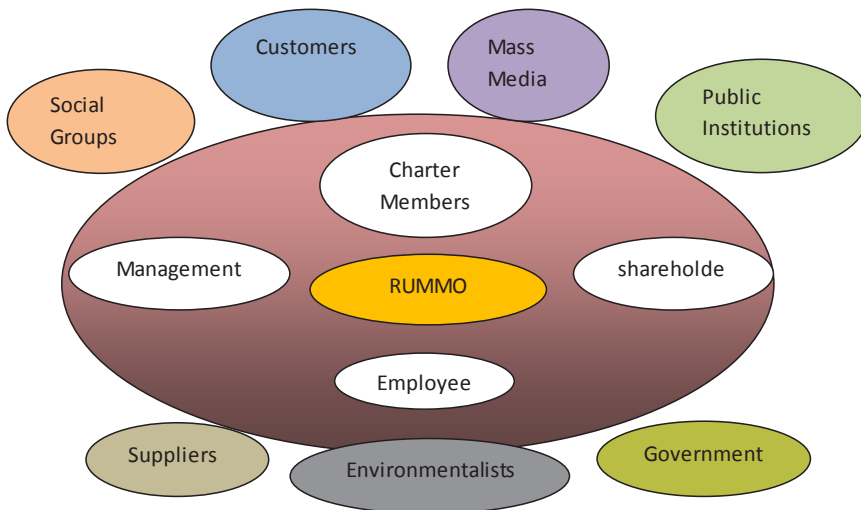 Customers
Mass
Media
Social
Groups
Public
Institutions
Charter
Members
Management
RUMMO
shareholde
Employee
Suppliers
Environmentalists
Government